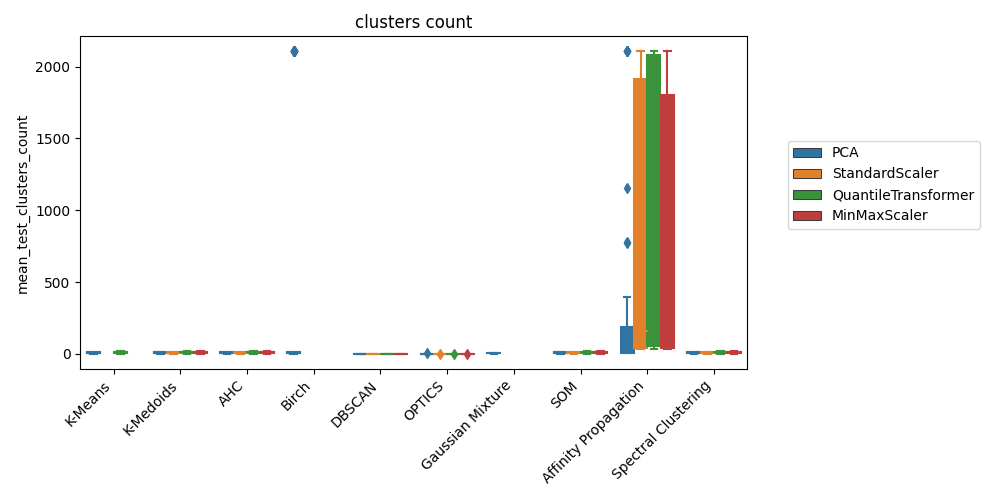 clusters count
mean_test_clusters_count
2000
1500
1000
500
0
K-Means
K-Medoids
AHC
Birch
DBSCAN
OPTICS
Gaussian Mixture
SOM
Affinity Propagation
Spectral Clustering
PCA
StandardScaler
QuantileTransformer
MinMaxScaler